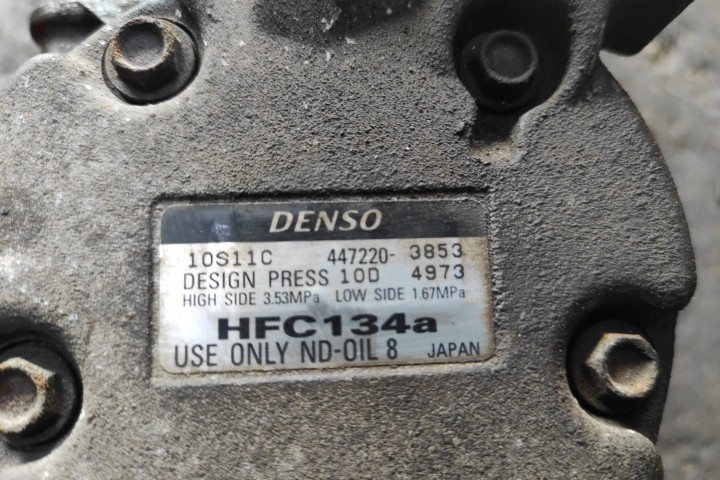 DENSO
10S11C 447220- 3853
DESIGN PRESS 10D 4973
HIGH SIDE 3.53MPa LOW SIDE 1.67MPa
HFC134a
USE ONLY ND-OIL 8 JAPAN